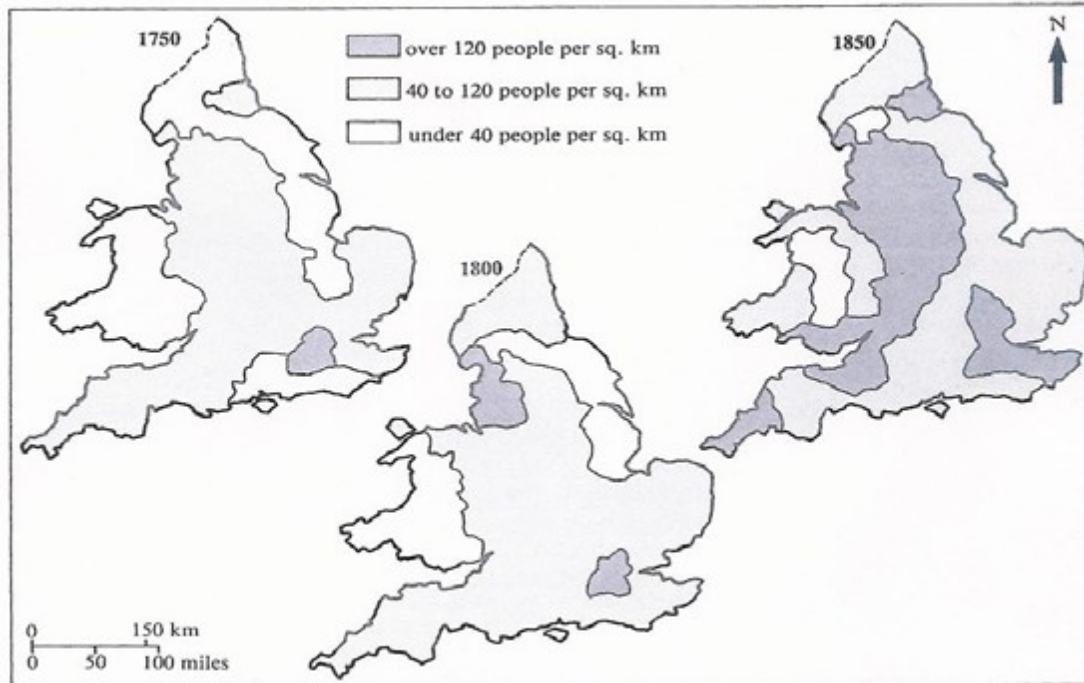 1750
over 120 people per sq. km
40 to 120 people per sq. km
under 40 people per sq. km
1850
N
1800
0 150 km
0 50 100 miles